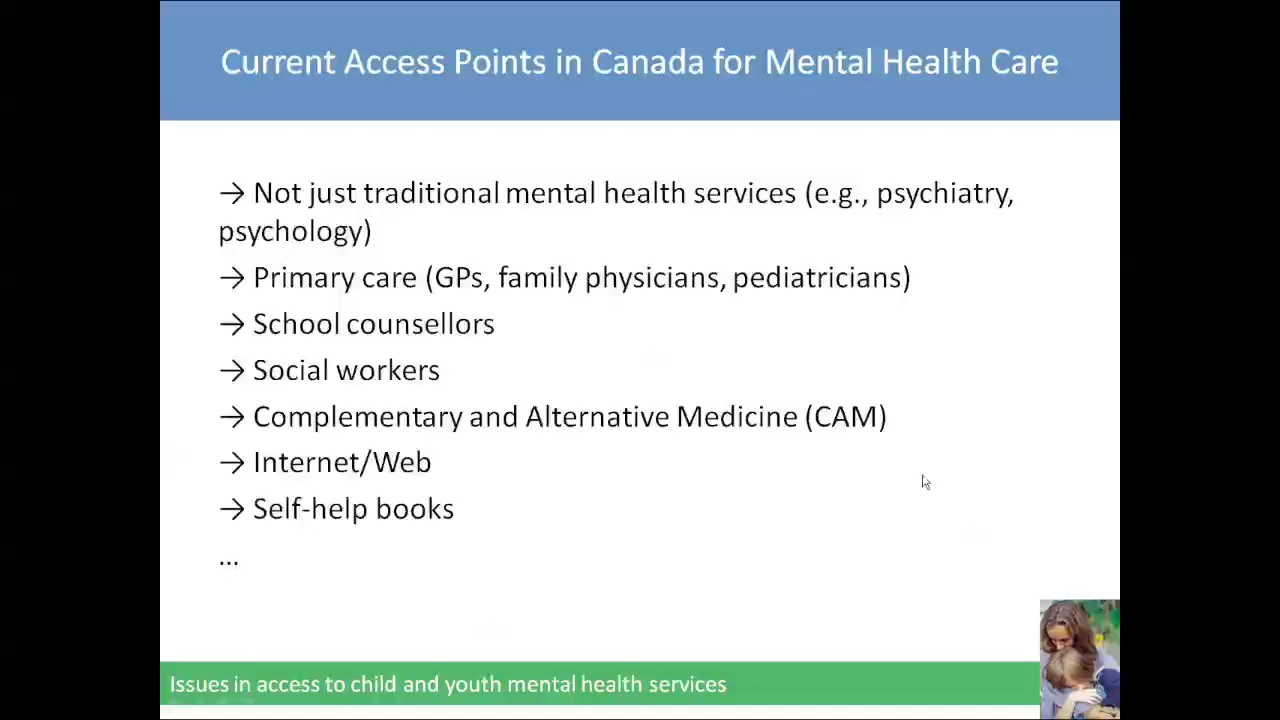 Current Access Points in Canada for Mental Health Care
→ Not just traditional mental health services (e.g., psychiatry,
psychology)
→ Primary care (GPs, family physicians, pediatricians)
→ School counsellors
→ Social workers
→ Complementary and Alternative Medicine (CAM)
→ Internet/Web
→ Self-help books
...
Issues in access to child and youth mental health services